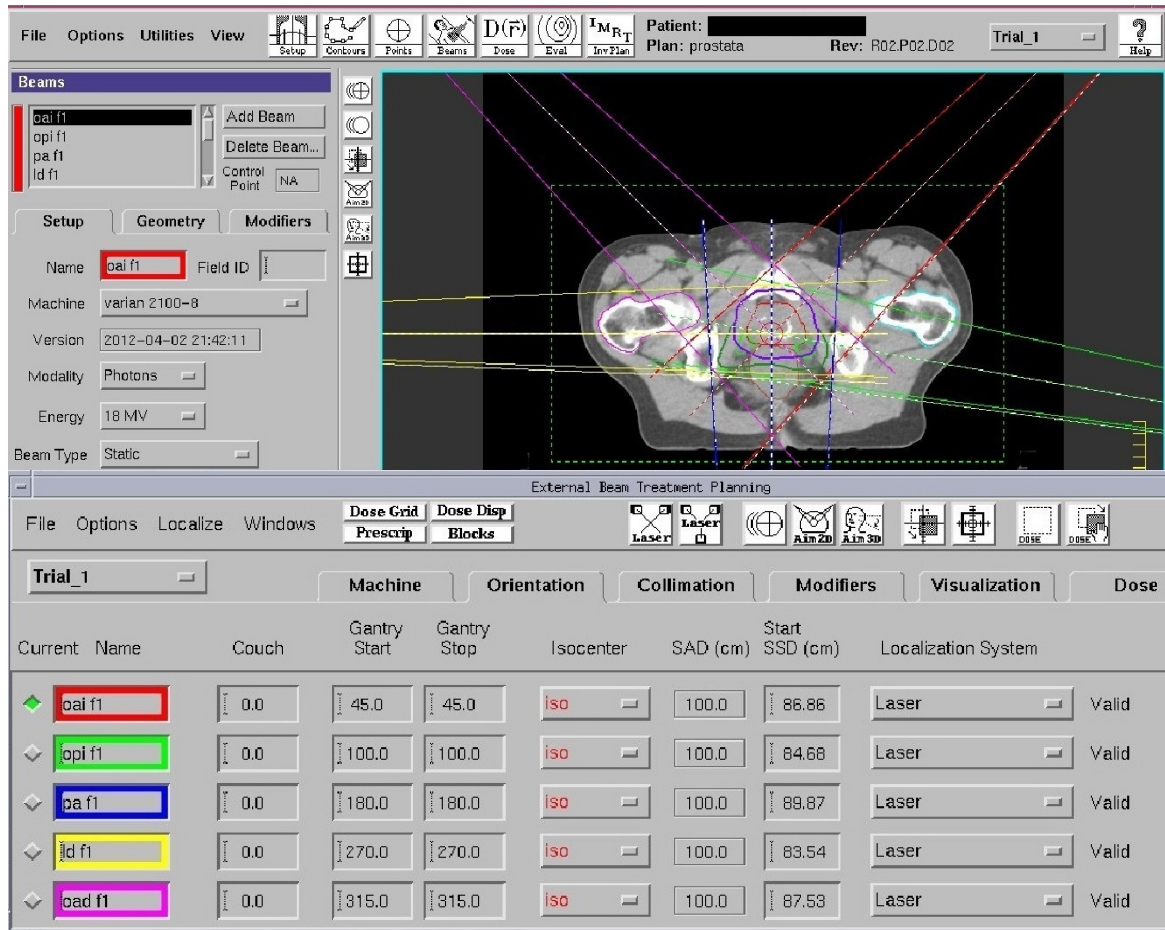 File Options Utilities View Setup Contours Points Beams D(r⃗) Dose Eval IMRT InvPlan Patient: Trial_1 ? Help
Plan: prostata Rev: R02.P02.D02
Beams
oai f1 Add Beam
opi f1
pa f1 Delete Beam...
ld f1 Control Point NA
Aim2D
Setup Geometry Modifiers
Aim3D
Name oai f1 Field ID
Machine varian 2100-8
Version 2012-04-02 21:42:11
Modality Photons
Energy 18 MV
Beam Type Static
External Beam Treatment Planning
File Options Localize Windows Dose Grid Dose Disp Laser Laser Aim2D Aim3D DOSE DOSE
Prescrip Blocks
Trial_1 Machine Orientation Collimation Modifiers Visualization Dose
Current Name Couch Gantry Start Gantry Stop Isocenter SAD (cm) Start SSD (cm) Localization System
oai f1 0.0 45.0 45.0 iso 100.0 86.86 Laser Valid
opi f1 0.0 100.0 100.0 iso 100.0 84.68 Laser Valid
pa f1 0.0 180.0 180.0 iso 100.0 89.87 Laser Valid
ld f1 0.0 270.0 270.0 iso 100.0 83.54 Laser Valid
oad f1 0.0 315.0 315.0 iso 100.0 87.53 Laser Valid